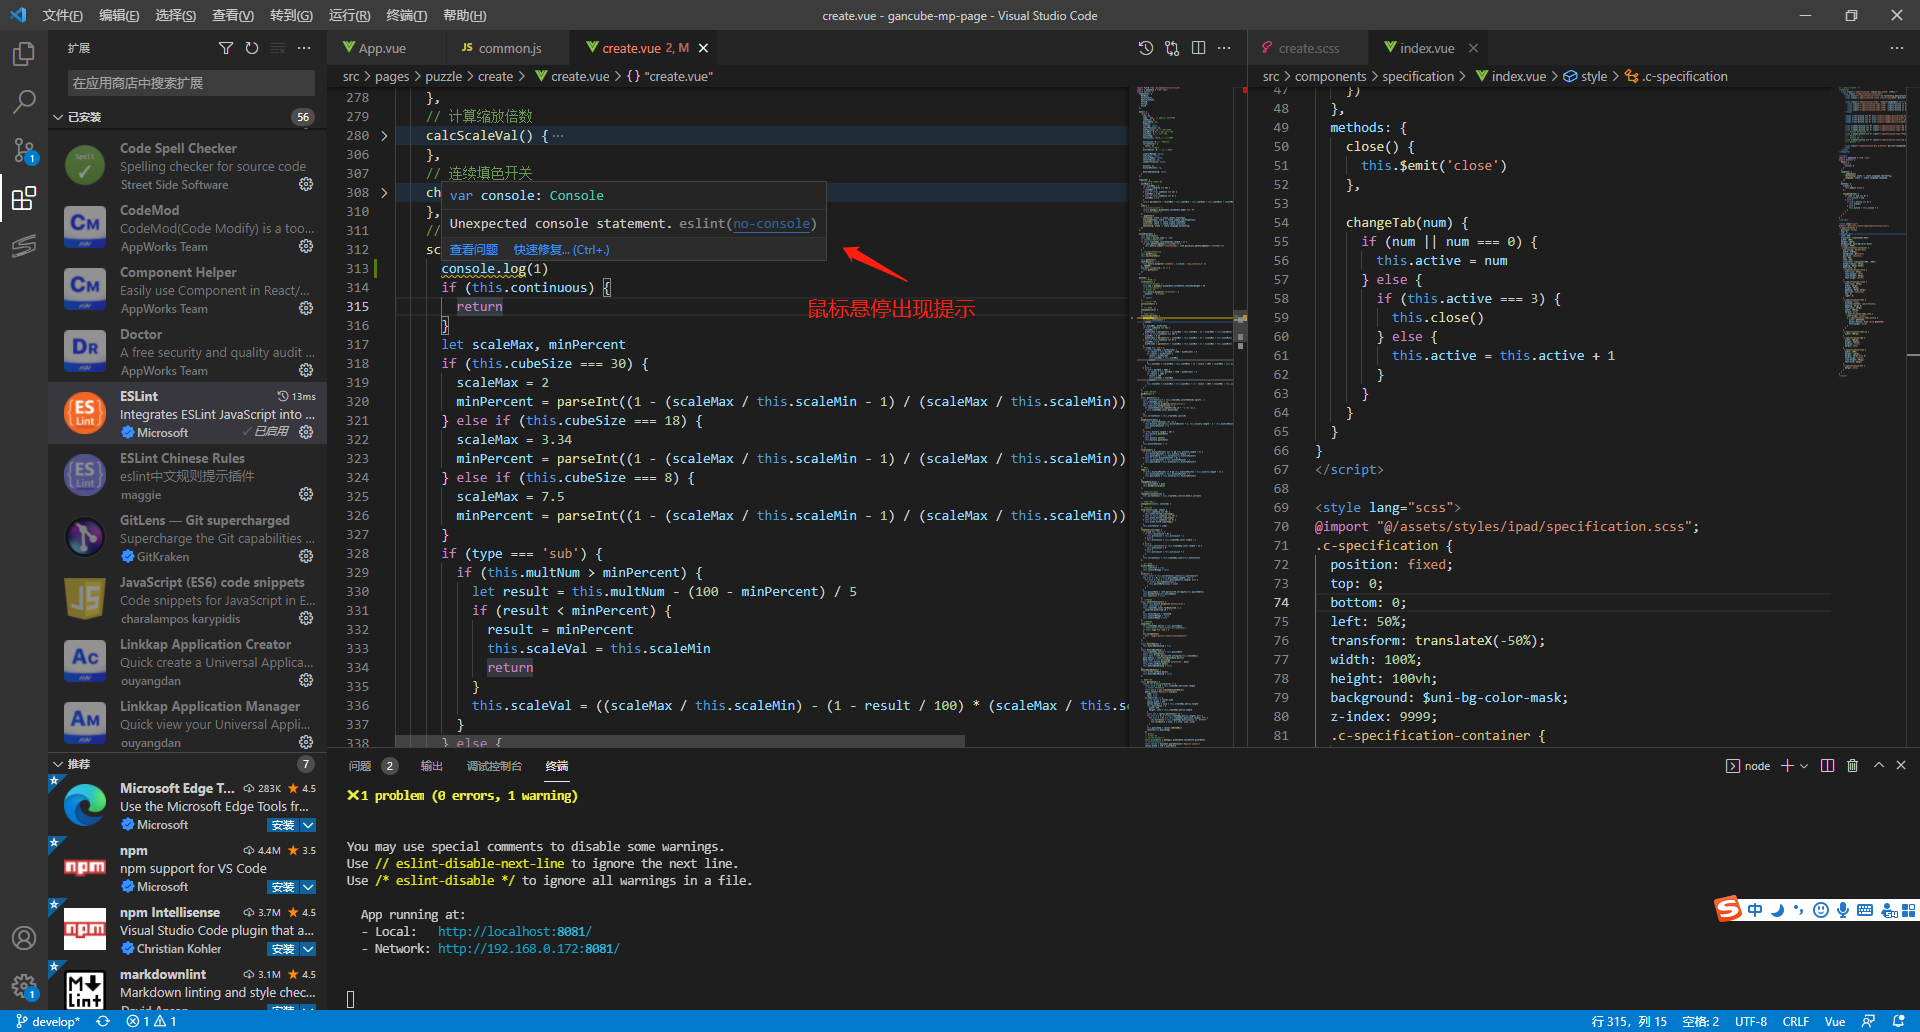 文件(F) 编辑(E) 选择(S) 查看(V) 转到(G) 运行(R) 终端(T) 帮助(H)
create.vue - gancube-mp-page - Visual Studio Code
扩展
在应用商店中搜索扩展
已安装 56
Code Spell Checker
Spelling checker for source code
Street Side Software
CodeMod
CodeMod(Code Modify) is a too...
AppWorks Team
Component Helper
Easily use Component in React/...
AppWorks Team
Doctor
A free security and quality audit ...
AppWorks Team
ESLint 13ms
Integrates ESLint JavaScript into ...
Microsoft 已启用
ESLint Chinese Rules
eslint中文规则提示插件
maggie
GitLens — Git supercharged
Supercharge the Git capabilities ...
GitKraken
JavaScript (ES6) code snippets
Code snippets for JavaScript in E...
charalampos karypidis
Linkkap Application Creator
Quick create a Universal Applica...
ouyangdan
Linkkap Application Manager
Quick view your Universal Appli...
ouyangdan
推荐 7
Microsoft Edge T... 283K 4.5
Use the Microsoft Edge Tools fr...
Microsoft 安装
npm 4.4M 3.5
npm support for VS Code
Microsoft 安装
npm Intellisense 3.7M 4.5
Visual Studio Code plugin that a...
Christian Kohler 安装
markdownlint 3.1M 4.5
Markdown linting and style chec...
App.vue JS common.js create.vue 2, M
src > pages > puzzle > create > create.vue > {} "create.vue"
278 },
279 // 计算缩放倍数
280 calcScaleVal() { ...
306 },
307 // 连续填色开关
308 ch
310 },
311 //
312 sc
var console: Console
Unexpected console statement. eslint(no-console)
查看问题 快速修复... (Ctrl+.)
鼠标悬停出现提示
313 console.log(1)
314 if (this.continuous) {
315 return
316 }
317 let scaleMax, minPercent
318 if (this.cubeSize === 30) {
319 scaleMax = 2
320 minPercent = parseInt((1 - (scaleMax / this.scaleMin - 1) / (scaleMax / this.scaleMin))
321 } else if (this.cubeSize === 18) {
322 scaleMax = 3.34
323 minPercent = parseInt((1 - (scaleMax / this.scaleMin - 1) / (scaleMax / this.scaleMin))
324 } else if (this.cubeSize === 8) {
325 scaleMax = 7.5
326 minPercent = parseInt((1 - (scaleMax / this.scaleMin - 1) / (scaleMax / this.scaleMin))
327 }
328 if (type === 'sub') {
329 if (this.multNum > minPercent) {
330 let result = this.multNum - (100 - minPercent) / 5
331 if (result < minPercent) {
332 result = minPercent
333 this.scaleVal = this.scaleMin
334 return
335 }
336 this.scaleVal = ((scaleMax / this.scaleMin) - (1 - result / 100) * (scaleMax / this.sc
337 }
338 } else {
create.scss index.vue
src > components > specification > index.vue > style > .c-specification
47 })
48 },
49 methods: {
50 close() {
51 this.$emit('close')
52 },
53
54 changeTab(num) {
55 if (num || num === 0) {
56 this.active = num
57 } else {
58 if (this.active === 3) {
59 this.close()
60 } else {
61 this.active = this.active + 1
62 }
63 }
64 }
65 }
66 }
67 </script>
68
69 <style lang="scss">
70 @import "@/assets/styles/ipad/specification.scss";
71 .c-specification {
72 position: fixed;
73 top: 0;
74 bottom: 0;
75 left: 50%;
76 transform: translateX(-50%);
77 width: 100%;
78 height: 100vh;
79 background: $uni-bg-color-mask;
80 z-index: 9999;
81 .c-specification-container {
问题 2 输出 调试控制台 终端
node
1 problem (0 errors, 1 warning)
You may use special comments to disable some warnings.
Use // eslint-disable-next-line to ignore the next line.
Use /* eslint-disable */ to ignore all warnings in a file.
App running at:
- Local: http://localhost:8081/
- Network: http://192.168.0.172:8081/
中
develop* 1 1
行 315，列 15 空格: 2 UTF-8 CRLF Vue